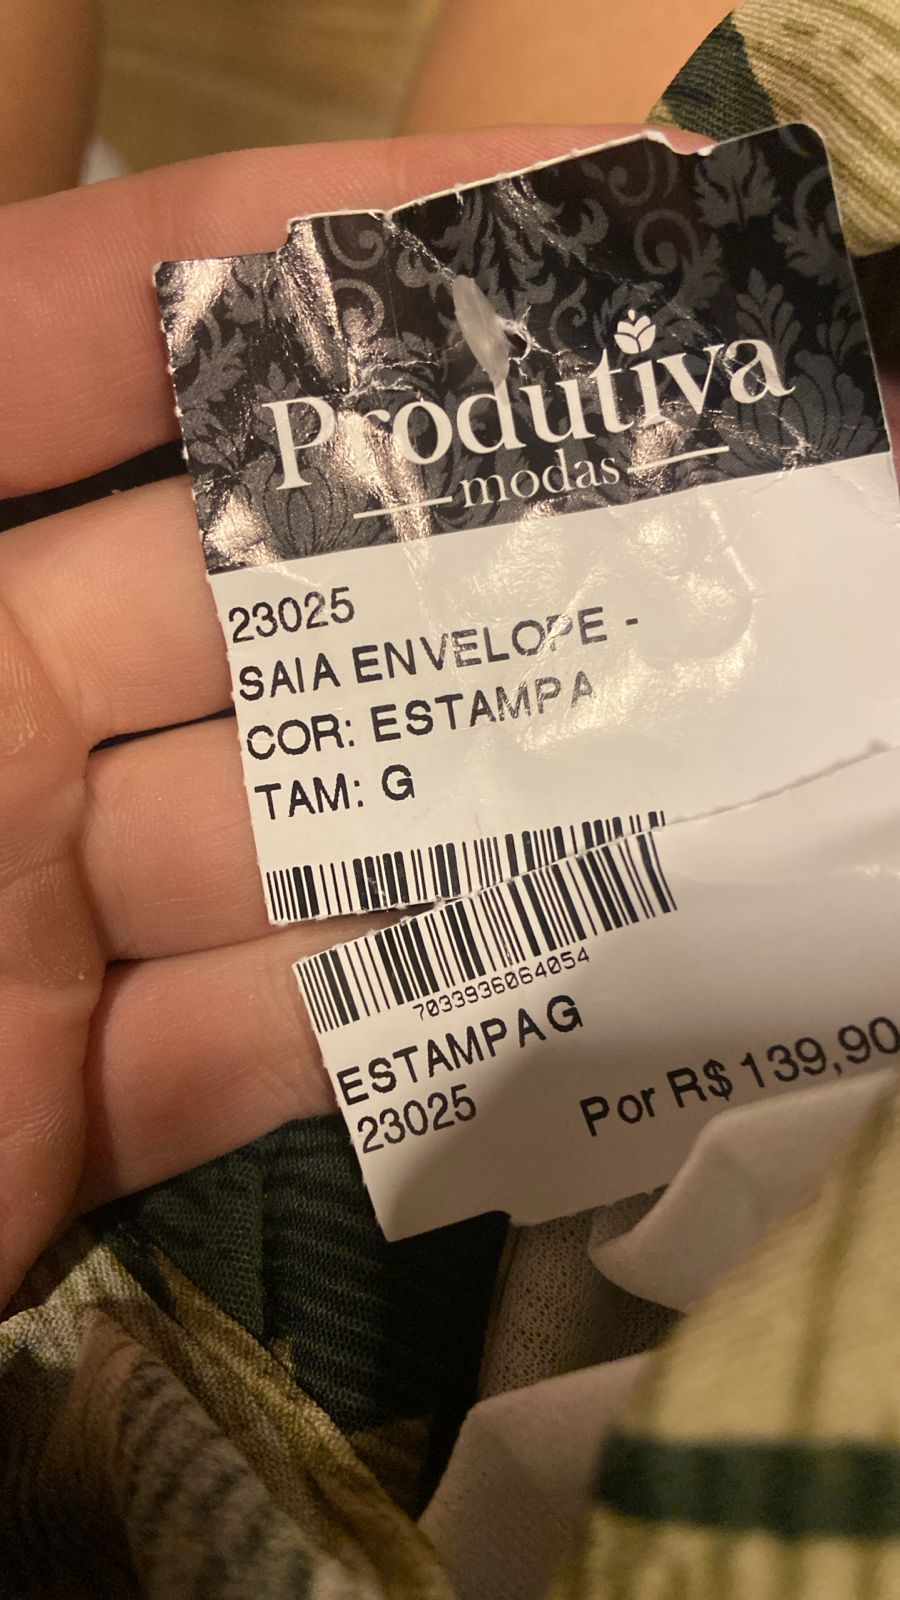 Produtiva
modas
23025
SAIA ENVELOPE -
COR: ESTAMPA
TAM: G
7033936064054
ESTAMPA G
23025
Por R$ 139,90